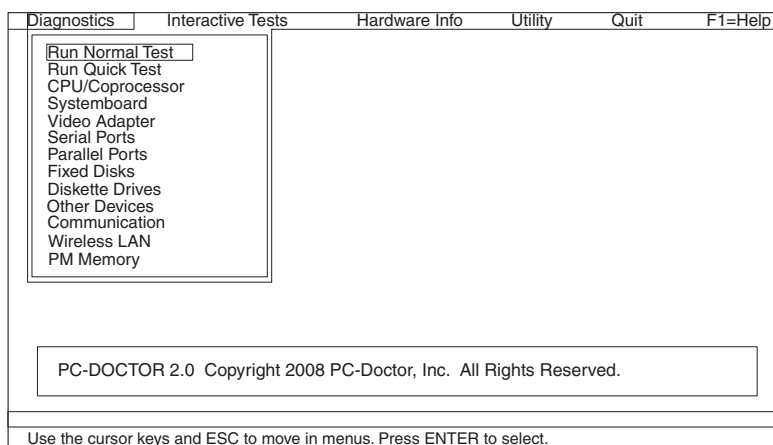 Diagnostics Interactive Tests Hardware Info Utility Quit F1=Help
Run Normal Test
Run Quick Test
CPU/Coprocessor
Systemboard
Video Adapter
Serial Ports
Parallel Ports
Fixed Disks
Diskette Drives
Other Devices
Communication
Wireless LAN
PM Memory
PC-DOCTOR 2.0 Copyright 2008 PC-Doctor, Inc. All Rights Reserved.
Use the cursor keys and ESC to move in menus. Press ENTER to select.